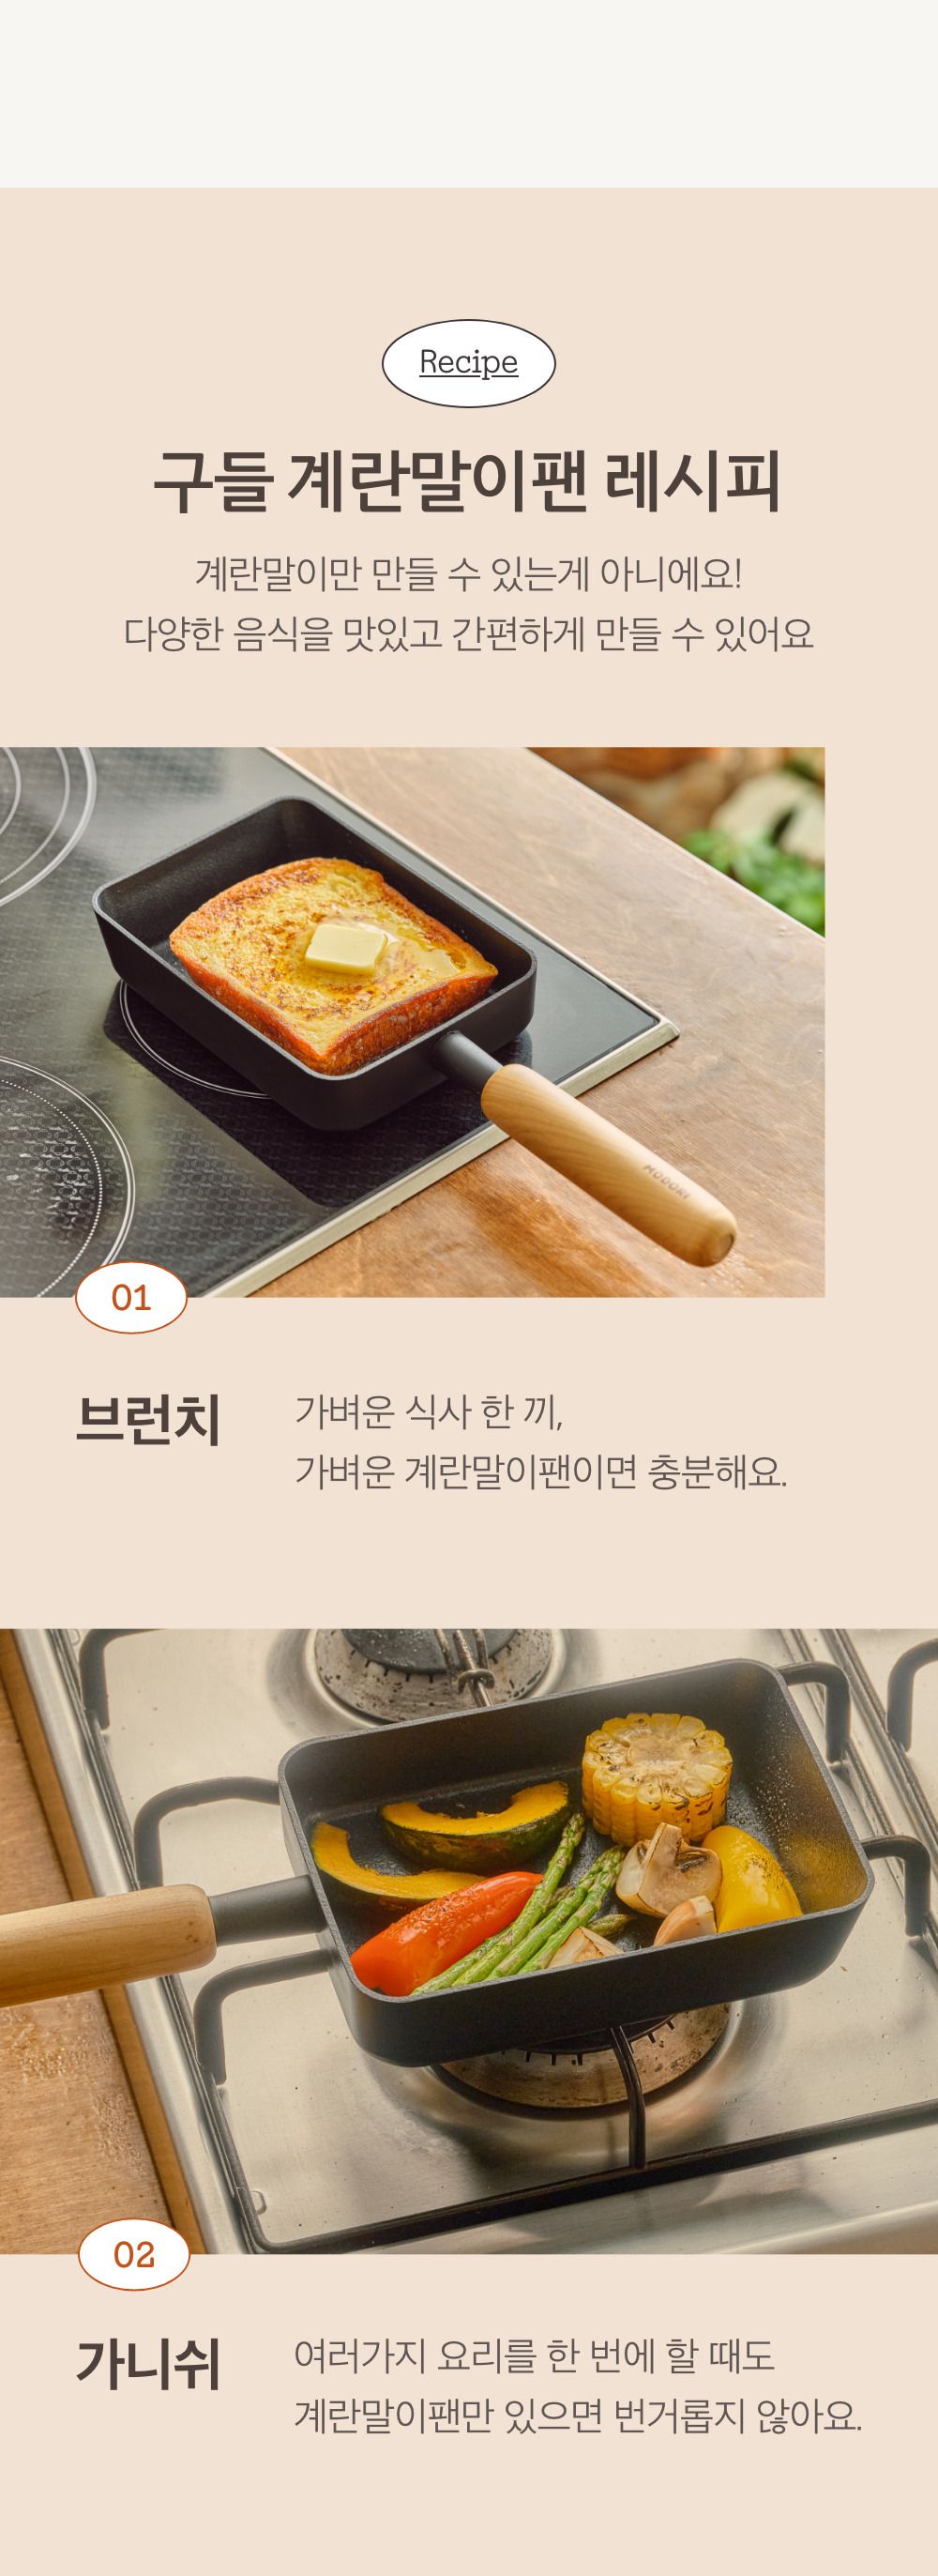 Recipe
구들 계란말이팬 레시피
계란말이만 만들 수 있는게 아니에요!
다양한 음식을 맛있고 간편하게 만들 수 있어요
MODORI
01
브런치
가벼운 식사 한 끼,
가벼운 계란말이팬이면 충분해요.
02
가니쉬
여러가지 요리를 한 번에 할 때도
계란말이팬만 있으면 번거롭지 않아요.